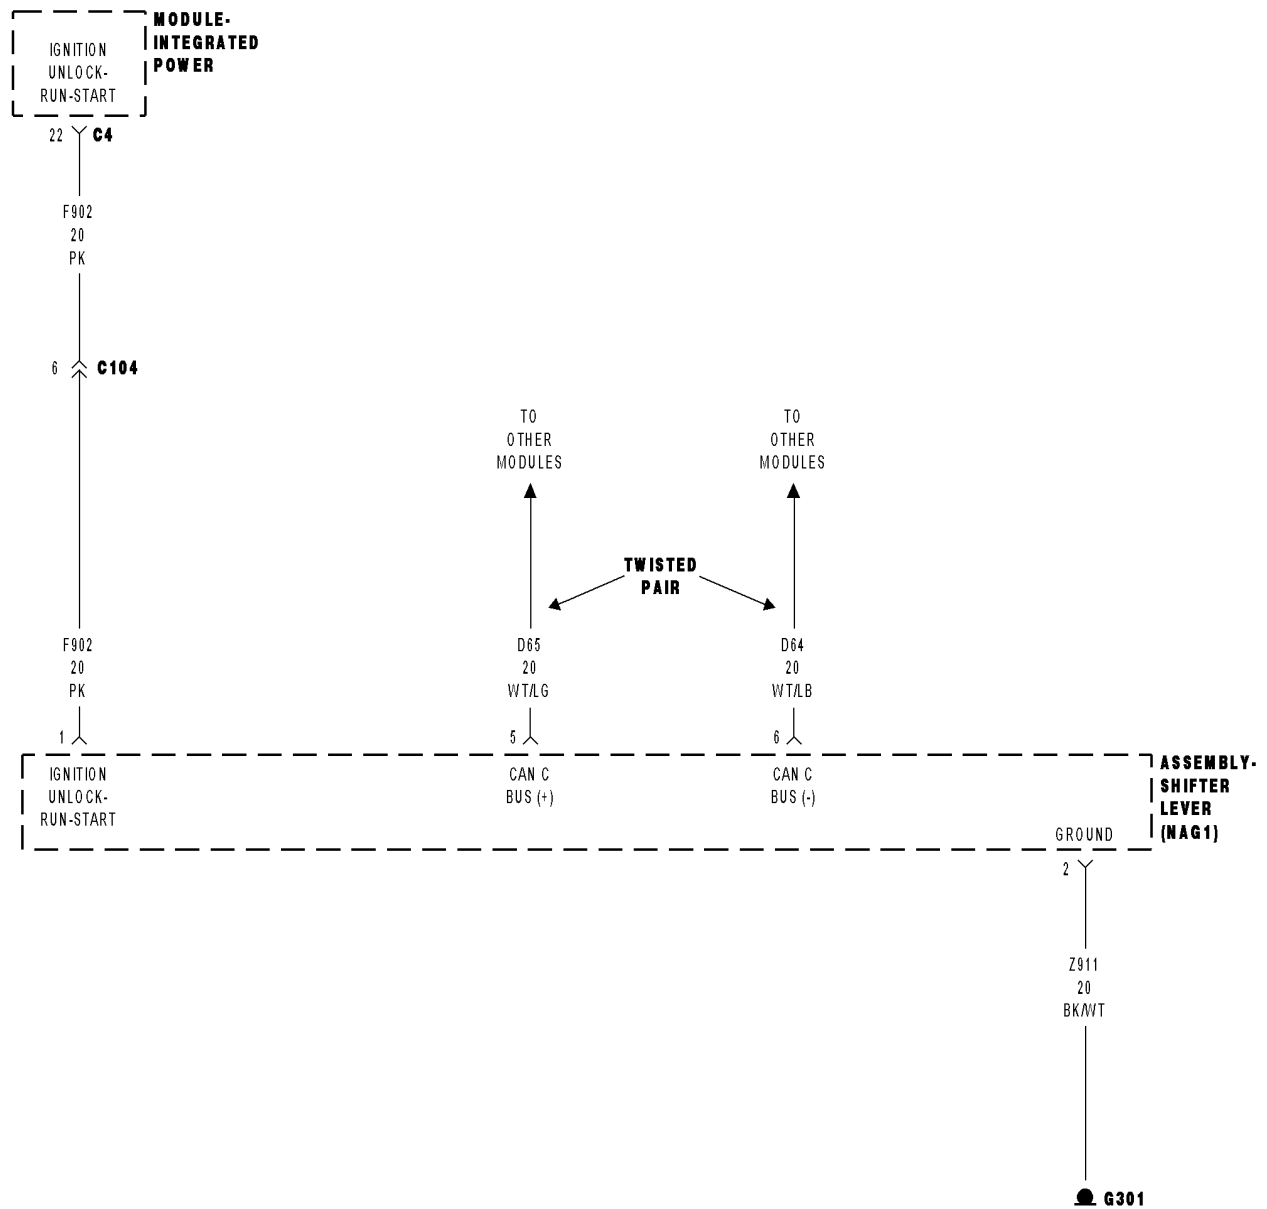 MODULE-
INTEGRATED
POWER
IGNITION
UNLOCK-
RUN-START
22 C4
F902
20
PK
6 C104
TO
OTHER
MODULES
TO
OTHER
MODULES
TWISTED
PAIR
F902
20
PK
D65
20
WT/LG
D64
20
WT/LB
1
5
6
IGNITION
UNLOCK-
RUN-START
CAN C
BUS (+)
CAN C
BUS (-)
ASSEMBLY-
SHIFTER
LEVER
(NAG1)
GROUND
2
Z911
20
BK/WT
G301